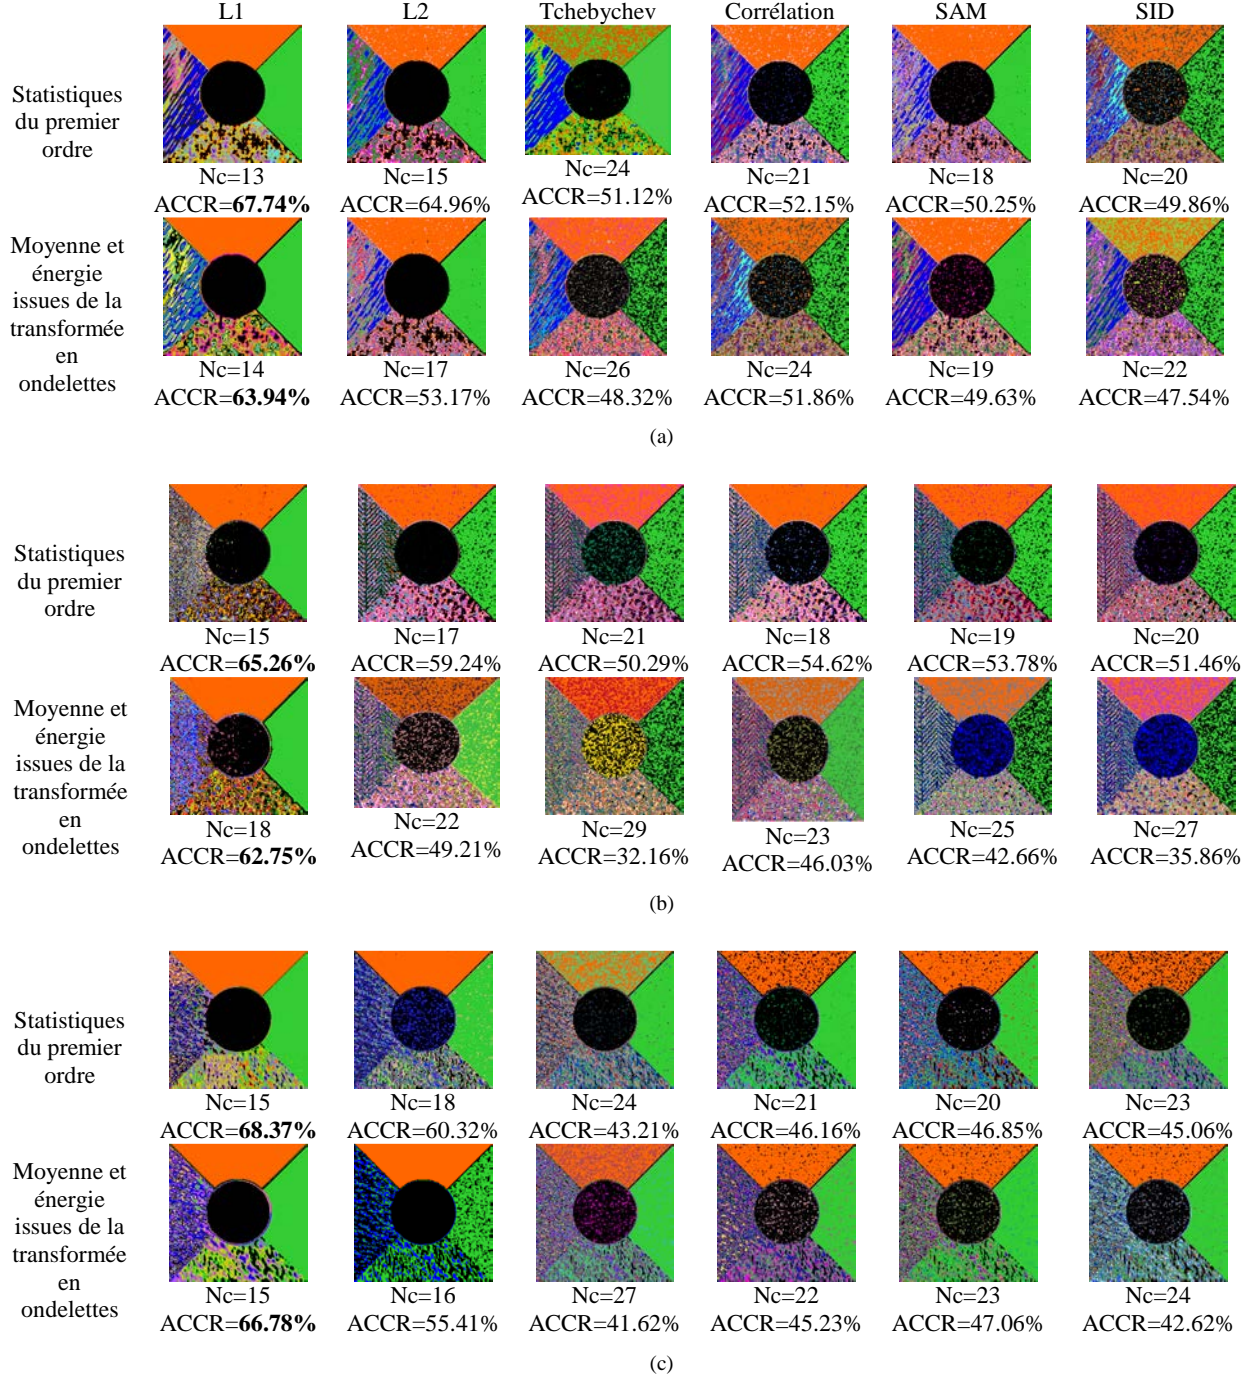 L1 L2 Tchebychev Corrélation SAM SID
Statistiques
du premier
ordre
Nc=13 Nc=15 Nc=24 Nc=21 Nc=18 Nc=20
ACCR=67.74% ACCR=64.96% ACCR=51.12% ACCR=52.15% ACCR=50.25% ACCR=49.86%
Moyenne et
énergie
issues de la
transformée
en
ondelettes
Nc=14 Nc=17 Nc=26 Nc=24 Nc=19 Nc=22
ACCR=63.94% ACCR=53.17% ACCR=48.32% ACCR=51.86% ACCR=49.63% ACCR=47.54%
(a)
Statistiques
du premier
ordre
Nc=15 Nc=17 Nc=21 Nc=18 Nc=19 Nc=20
ACCR=65.26% ACCR=59.24% ACCR=50.29% ACCR=54.62% ACCR=53.78% ACCR=51.46%
Moyenne et
énergie
issues de la
transformée
en
ondelettes
Nc=18 Nc=22 Nc=29 Nc=23 Nc=25 Nc=27
ACCR=62.75% ACCR=49.21% ACCR=32.16% ACCR=46.03% ACCR=42.66% ACCR=35.86%
(b)
Statistiques
du premier
ordre
Nc=15 Nc=18 Nc=24 Nc=21 Nc=20 Nc=23
ACCR=68.37% ACCR=60.32% ACCR=43.21% ACCR=46.16% ACCR=46.85% ACCR=45.06%
Moyenne et
énergie
issues de la
transformée
en
ondelettes
Nc=15 Nc=16 Nc=27 Nc=22 Nc=23 Nc=24
ACCR=66.78% ACCR=55.41% ACCR=41.62% ACCR=45.23% ACCR=47.06% ACCR=42.62%
(c)